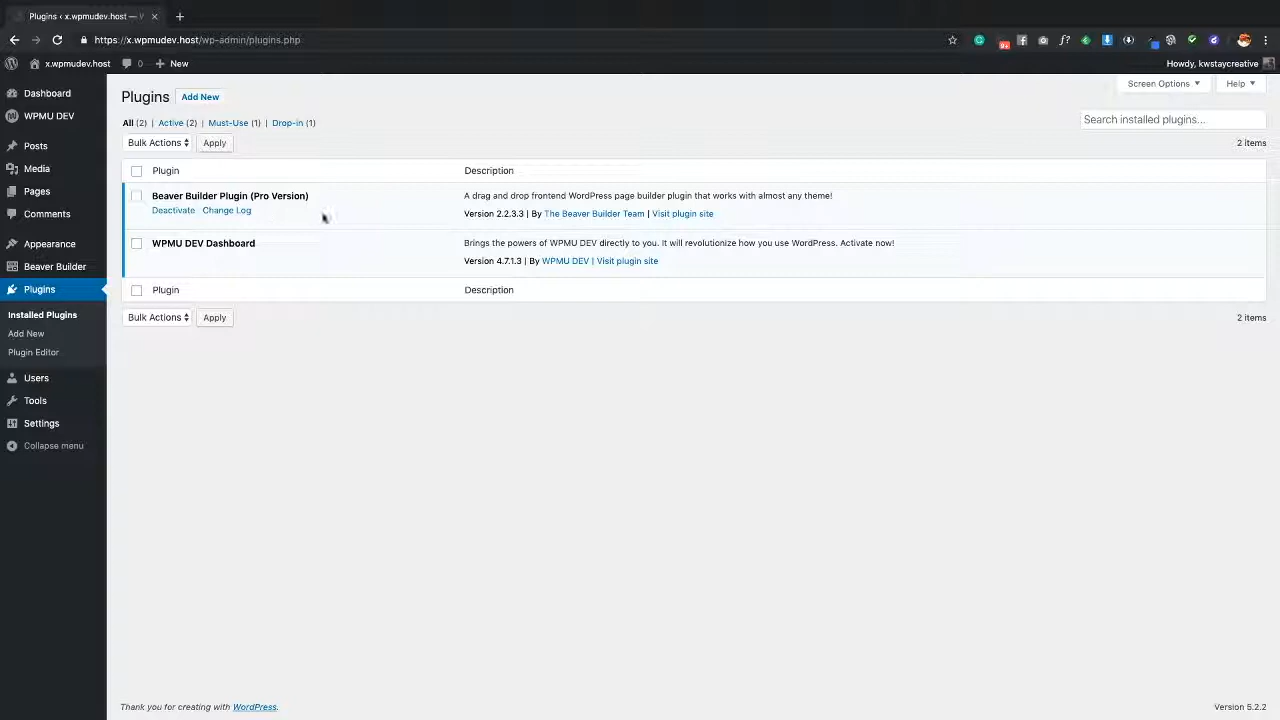 Plugins ‹ x.wpmudev.host —
https://x.wpmudev.host/wp-admin/plugins.php
x.wpmudev.host 0 New Howdy, kwstaycreative
Screen Options Help
Dashboard
WPMU DEV
Posts
Media
Pages
Comments
Appearance
Beaver Builder
Plugins
Installed Plugins
Add New
Plugin Editor
Users
Tools
Settings
Collapse menu
Plugins Add New
All (2) | Active (2) | Must-Use (1) | Drop-in (1)
Search installed plugins...
Bulk Actions Apply 2 items
Plugin Description
Beaver Builder Plugin (Pro Version) A drag and drop frontend WordPress page builder plugin that works with almost any theme!
Deactivate Change Log Version 2.2.3.3 | By The Beaver Builder Team | Visit plugin site
WPMU DEV Dashboard Brings the powers of WPMU DEV directly to you. It will revolutionize how you use WordPress. Activate now!
Version 4.7.1.3 | By WPMU DEV | Visit plugin site
Plugin Description
Bulk Actions Apply 2 items
Thank you for creating with WordPress. Version 5.2.2